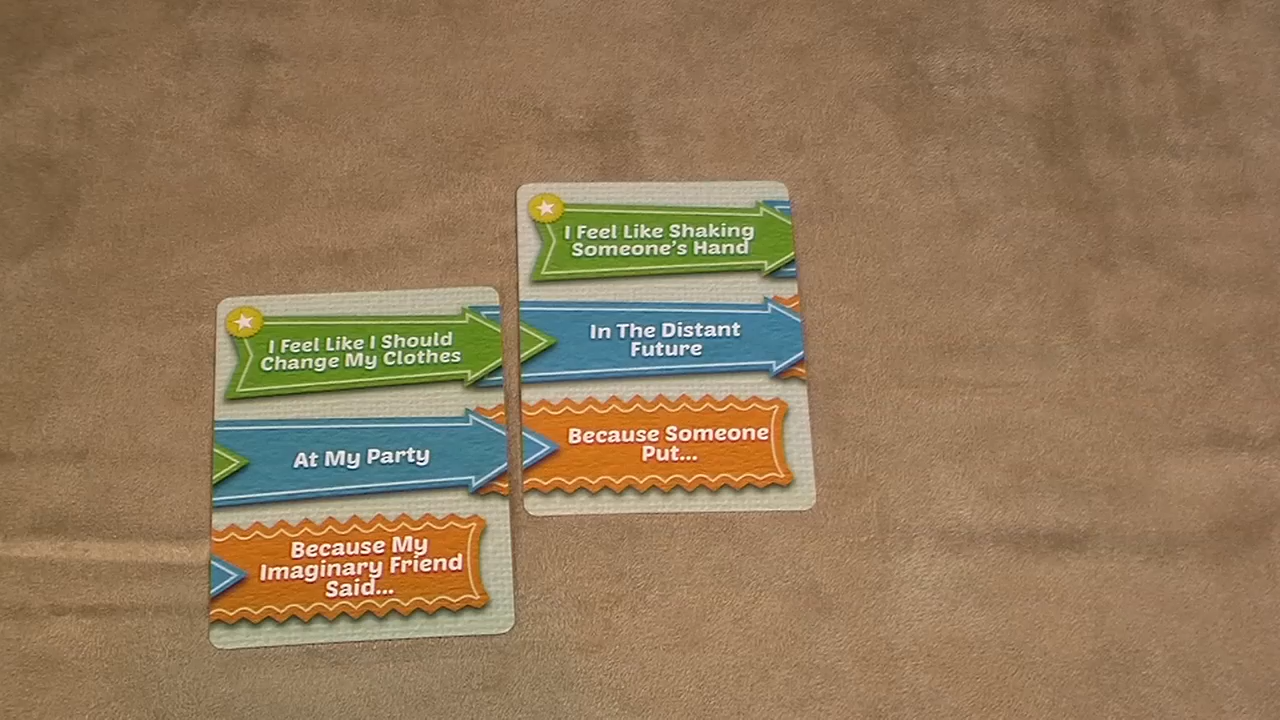 I Feel Like I Should
Change My Clothes
At My Party
Because My
Imaginary Friend
Said...
I Feel Like Shaking
Someone's Hand
In The Distant
Future
Because Someone
Put...